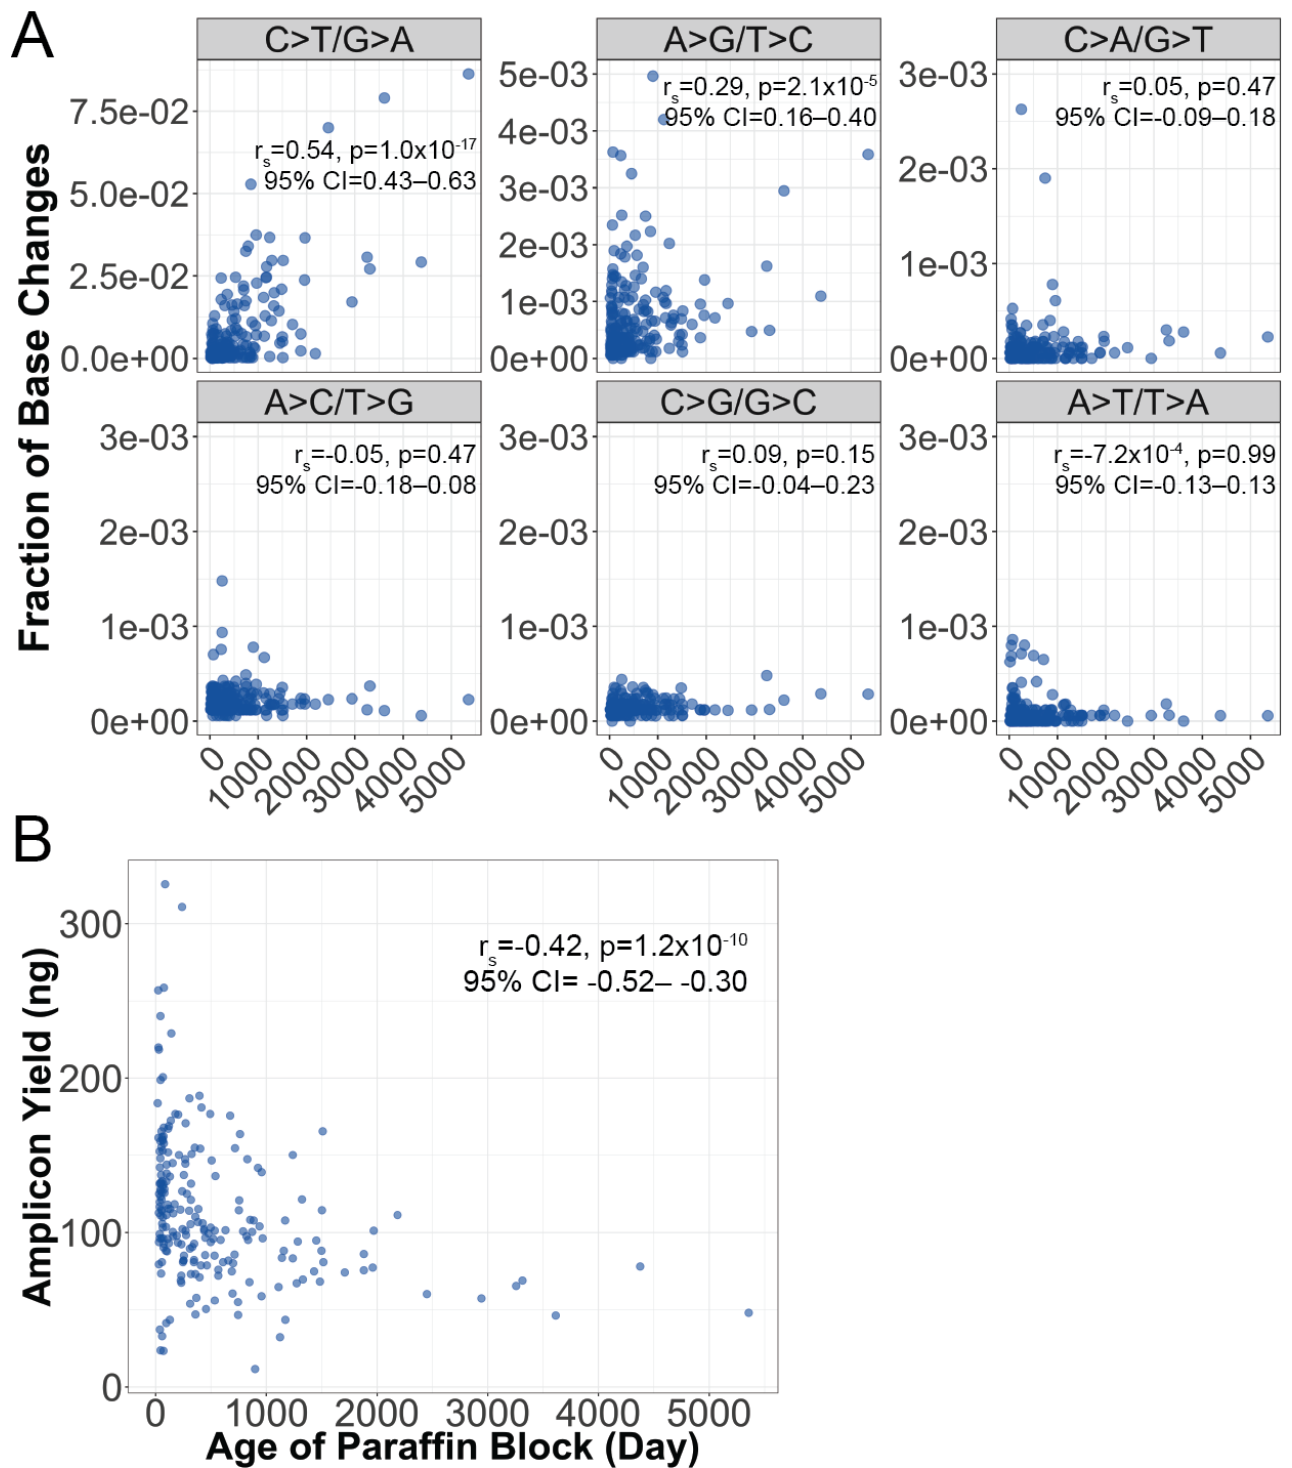 A
C>T/G>A
A>G/T>C
C>A/G>T
Fraction of Base Changes
7.5e-02
5.0e-02
2.5e-02
0.0e+00
rs=0.54, p=1.0x10-17
95% CI=0.43–0.63
5e-03
4e-03
3e-03
2e-03
1e-03
0e+00
rs=0.29, p=2.1x10-5
95% CI=0.16–0.40
3e-03
2e-03
1e-03
0e+00
rs=0.05, p=0.47
95% CI=-0.09–0.18
A>C/T>G
C>G/G>C
A>T/T>A
3e-03
2e-03
1e-03
0e+00
rs=-0.05, p=0.47
95% CI=-0.18–0.08
3e-03
2e-03
1e-03
0e+00
rs=0.09, p=0.15
95% CI=-0.04–0.23
3e-03
2e-03
1e-03
0e+00
rs=-7.2x10-4, p=0.99
95% CI=-0.13–0.13
0 1000 2000 3000 4000 5000
0 1000 2000 3000 4000 5000
0 1000 2000 3000 4000 5000
B
Amplicon Yield (ng)
300
200
100
0
rs=-0.42, p=1.2x10-10
95% CI= -0.52– -0.30
0 1000 2000 3000 4000 5000
Age of Paraffin Block (Day)